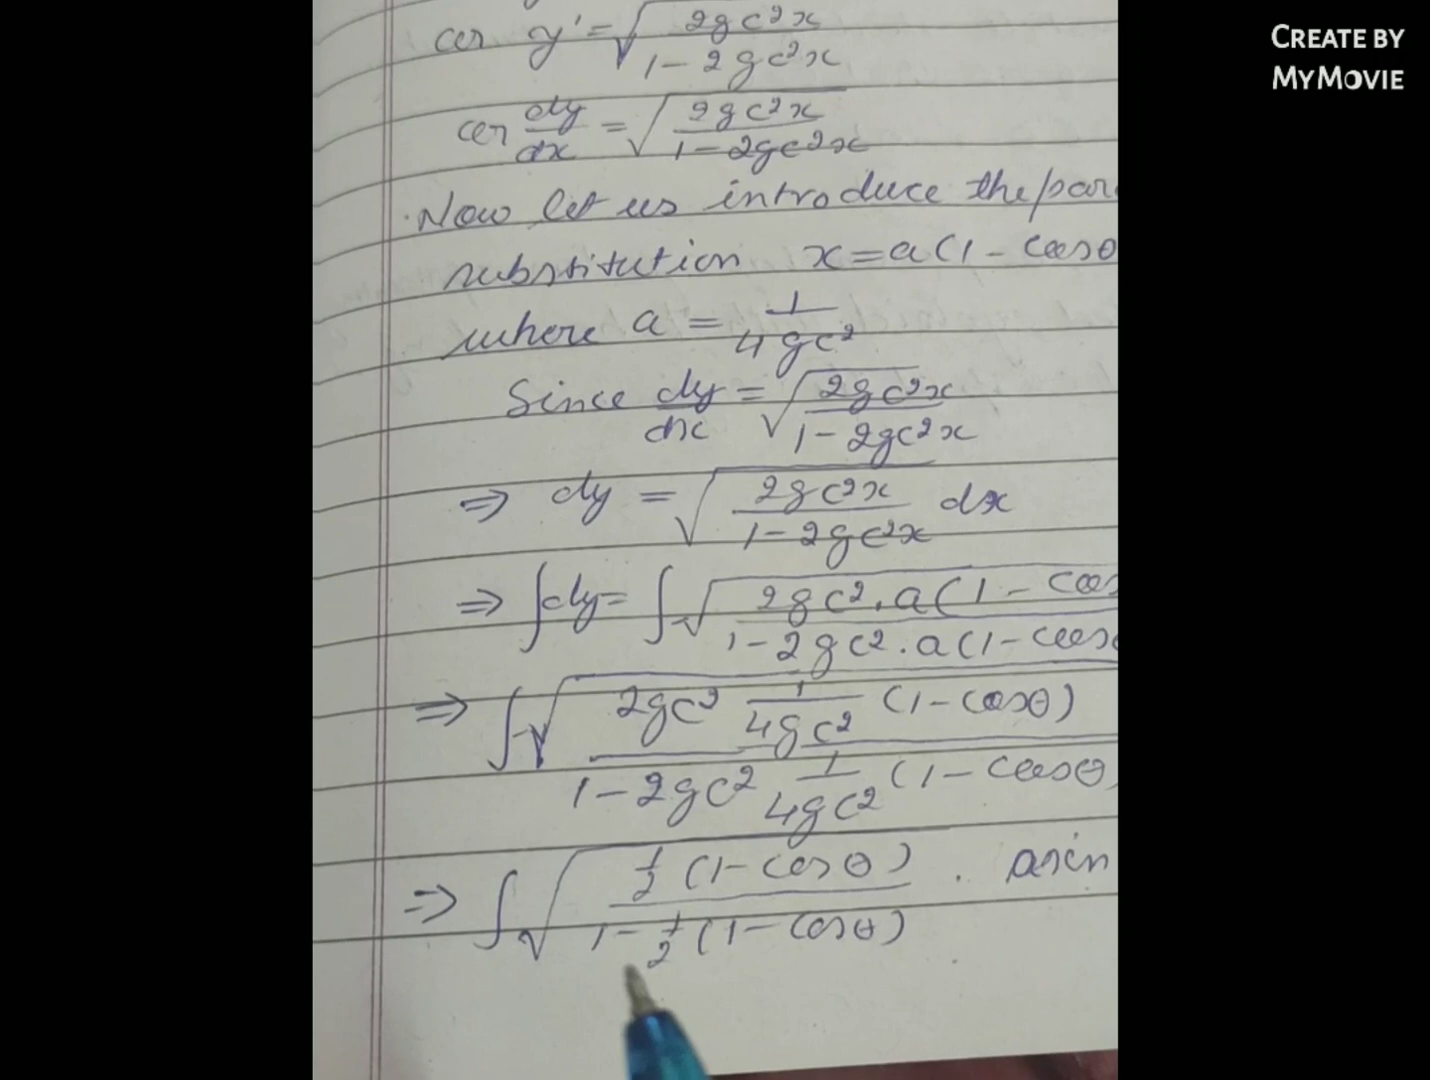 or y' = √(2gc²x / 1 - 2gc²x)
or dy/dx = √(2gc²x / 1 - 2gc²x)
Now let us introduce the par
substitution x = a(1 - cosθ
where a = 1/4gc²
Since dy/dx = √(2gc²x / 1 - 2gc²x)
⇒ dy = √(2gc²x / 1 - 2gc²x) dx
⇒ ∫dy = ∫√(2gc².a(1 - cos / 1 - 2gc².a(1 - cosθ
⇒ ∫√(2gc² 1/4gc² (1 - cosθ) / 1 - 2gc² 1/4gc² (1 - cosθ)
⇒ ∫√(1/2 (1 - cosθ) / 1 - 1/2 (1 - cosθ) . asin
CREATE BY
MYMOVIE